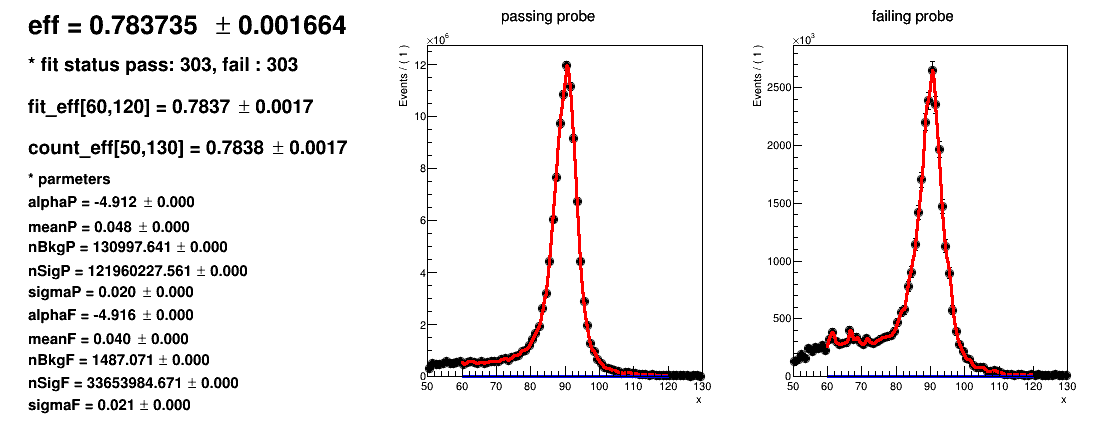 eff = 0.783735 ± 0.001664
* fit status pass: 303, fail : 303
fit_eff[60,120] = 0.7837 ± 0.0017
count_eff[50,130] = 0.7838 ± 0.0017
* parmeters
alphaP = -4.912 ± 0.000
meanP = 0.048 ± 0.000
nBkgP = 130997.641 ± 0.000
nSigP = 121960227.561 ± 0.000
sigmaP = 0.020 ± 0.000
alphaF = -4.916 ± 0.000
meanF = 0.040 ± 0.000
nBkgF = 1487.071 ± 0.000
nSigF = 33653984.671 ± 0.000
sigmaF = 0.021 ± 0.000
passing probe
×10⁶
Events / ( 1 )
12
10
8
6
4
2
0
50 60 70 80 90 100 110 120 130
x
failing probe
×10³
Events / ( 1 )
2500
2000
1500
1000
500
0
50 60 70 80 90 100 110 120 130
x